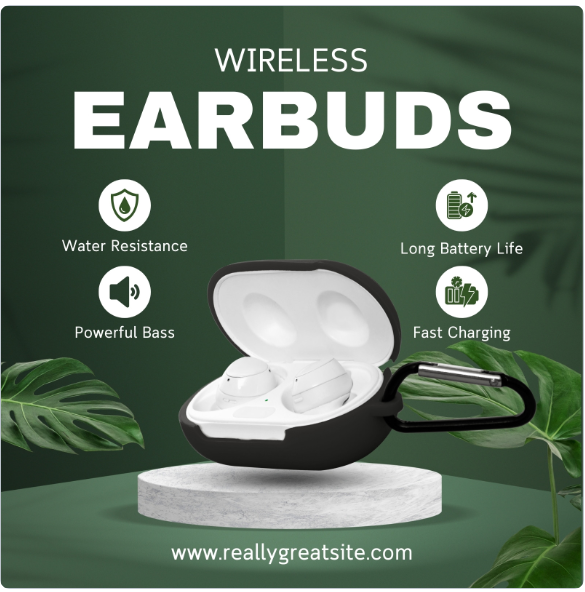 WIRELESS
EARBUDS
Water Resistance
Long Battery Life
Powerful Bass
Fast Charging
www.reallygreatsite.com